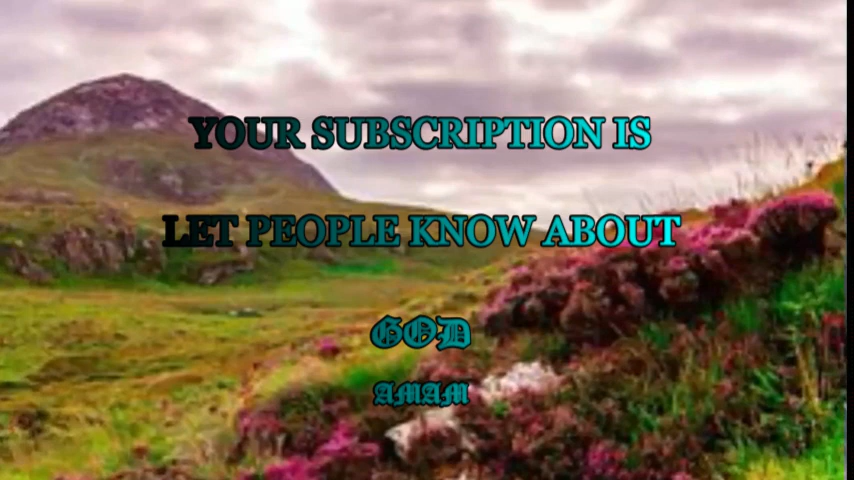 YOUR SUBSCRIPTION IS
LET PEOPLE KNOW ABOUT
GOD
AMAM